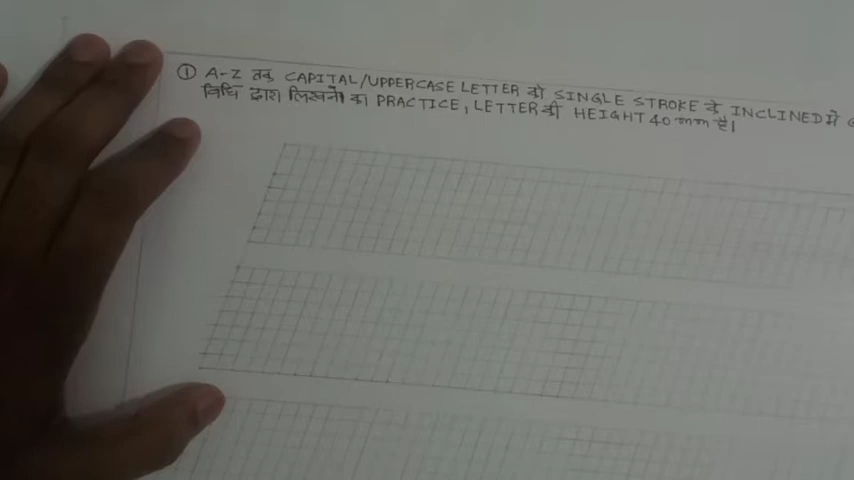 ① A-Z तक CAPITAL/UPPERCASE LETTER को SINGLE STROKE के INCLINED में
विधि द्वारा लिखने का PRACTICE, LETTER की HEIGHT 40 mm है।